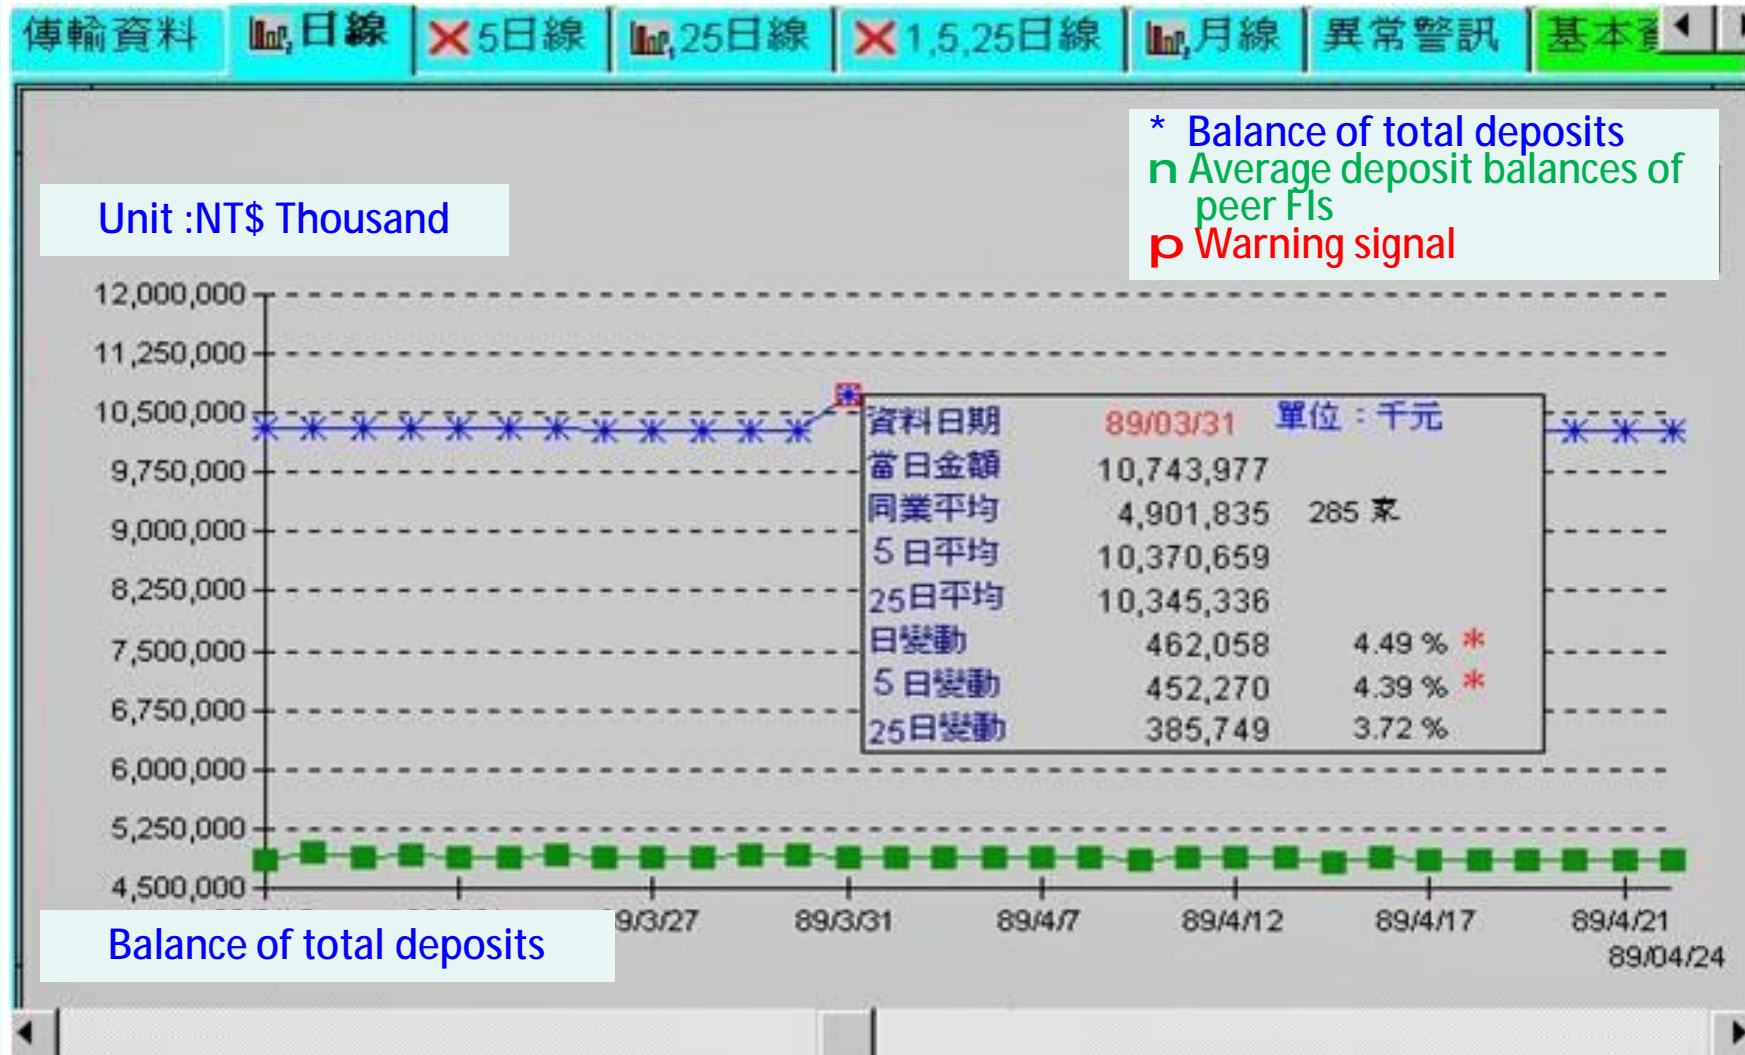 傳輸資料 日線 5日線 25日線 1,5,25日線 月線 異常警訊 基本
* Balance of total deposits
n Average deposit balances of
peer FIs
p Warning signal
Unit :NT$ Thousand
12,000,000
11,250,000
10,500,000
9,750,000
9,000,000
8,250,000
7,500,000
6,750,000
6,000,000
5,250,000
4,500,000
資料日期 89/03/31 單位：千元
當日金額 10,743,977
同業平均 4,901,835 285 家
5日平均 10,370,659
25日平均 10,345,336
日變動 462,058 4.49 % *
5日變動 452,270 4.39 % *
25日變動 385,749 3.72 %
9/3/27 89/3/31 89/4/7 89/4/12 89/4/17 89/4/21
89/04/24
Balance of total deposits